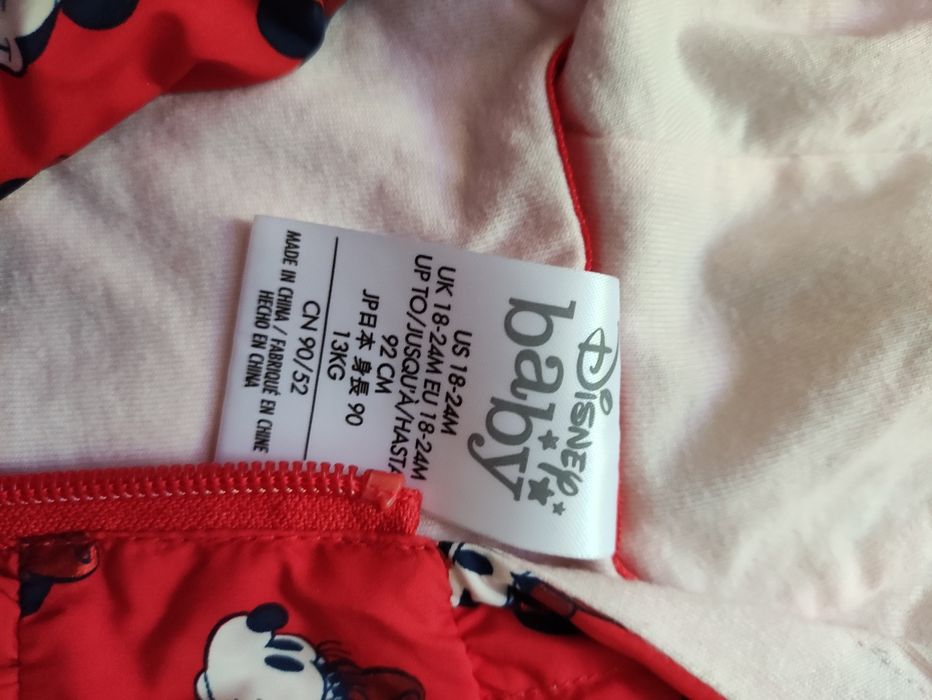 Disney
baby
US 18-24M
UK 18-24M EU 18-24M
UP TO/JUSQU'À/HASTA
92 CM
JP日本 身長 90
13KG
CN 90/52
MADE IN CHINA / FABRIQUÉ EN CHINE
HECHO EN CHINA